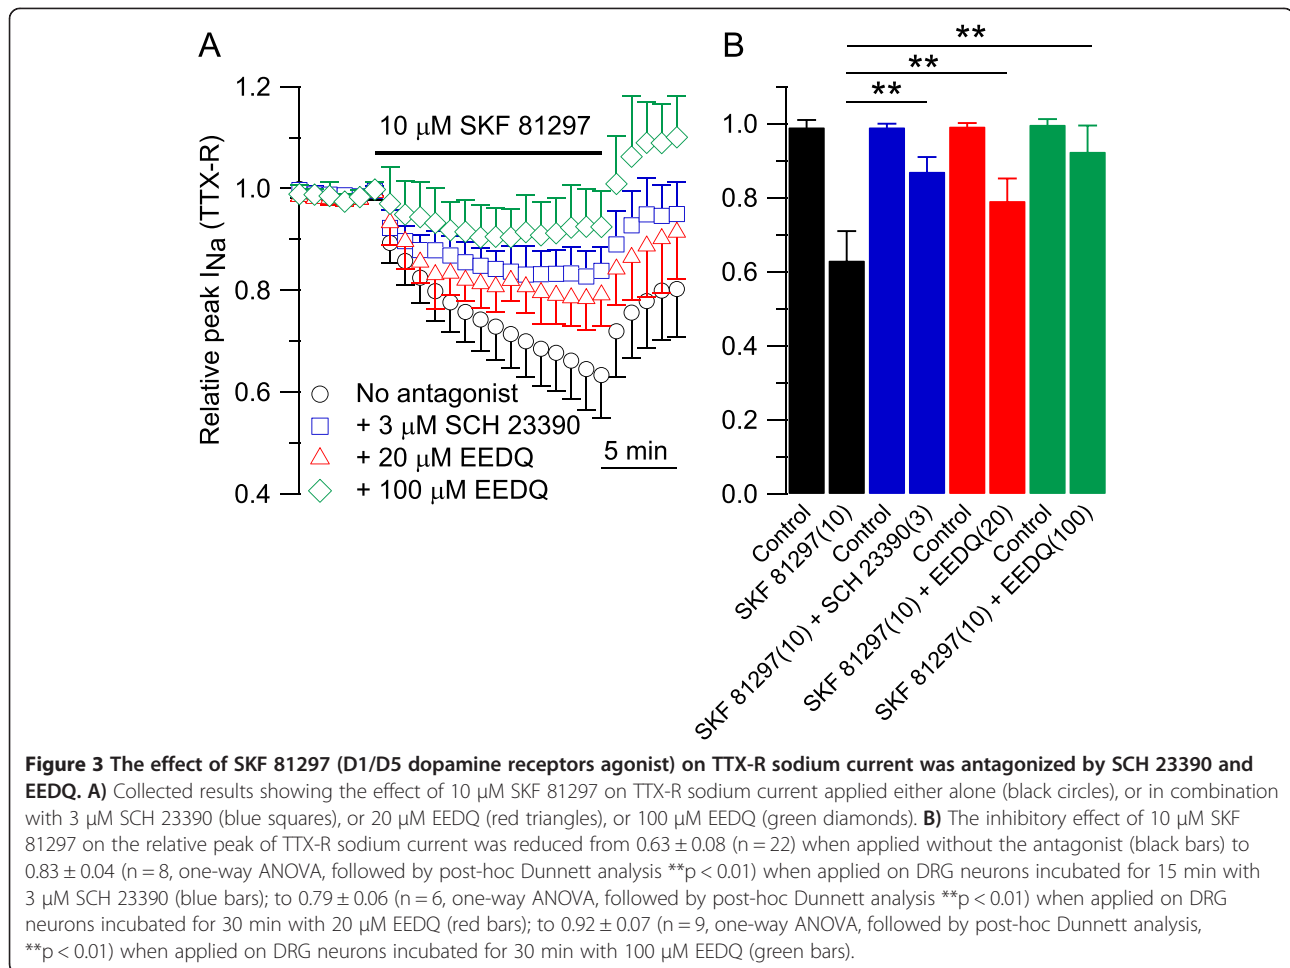 A
B
**
**
**
1.2
1.0
0.8
0.6
0.4
Relative peak INa (TTX-R)
10 μM SKF 81297
No antagonist
+ 3 μM SCH 23390
+ 20 μM EEDQ
+ 100 μM EEDQ
5 min
1.0
0.8
0.6
0.4
0.2
0.0
Control
SKF 81297(10)
Control
SKF 81297(10) + SCH 23390(3)
Control
SKF 81297(10) + EEDQ(20)
Control
SKF 81297(10) + EEDQ(100)
Figure 3 The effect of SKF 81297 (D1/D5 dopamine receptors agonist) on TTX-R sodium current was antagonized by SCH 23390 and
EEDQ. A) Collected results showing the effect of 10 μM SKF 81297 on TTX-R sodium current applied either alone (black circles), or in combination
with 3 μM SCH 23390 (blue squares), or 20 μM EEDQ (red triangles), or 100 μM EEDQ (green diamonds). B) The inhibitory effect of 10 μM SKF
81297 on the relative peak of TTX-R sodium current was reduced from 0.63 ± 0.08 (n = 22) when applied without the antagonist (black bars) to
0.83 ± 0.04 (n = 8, one-way ANOVA, followed by post-hoc Dunnett analysis **p < 0.01) when applied on DRG neurons incubated for 15 min with
3 μM SCH 23390 (blue bars); to 0.79 ± 0.06 (n = 6, one-way ANOVA, followed by post-hoc Dunnett analysis **p < 0.01) when applied on DRG
neurons incubated for 30 min with 20 μM EEDQ (red bars); to 0.92 ± 0.07 (n = 9, one-way ANOVA, followed by post-hoc Dunnett analysis,
**p < 0.01) when applied on DRG neurons incubated for 30 min with 100 μM EEDQ (green bars).